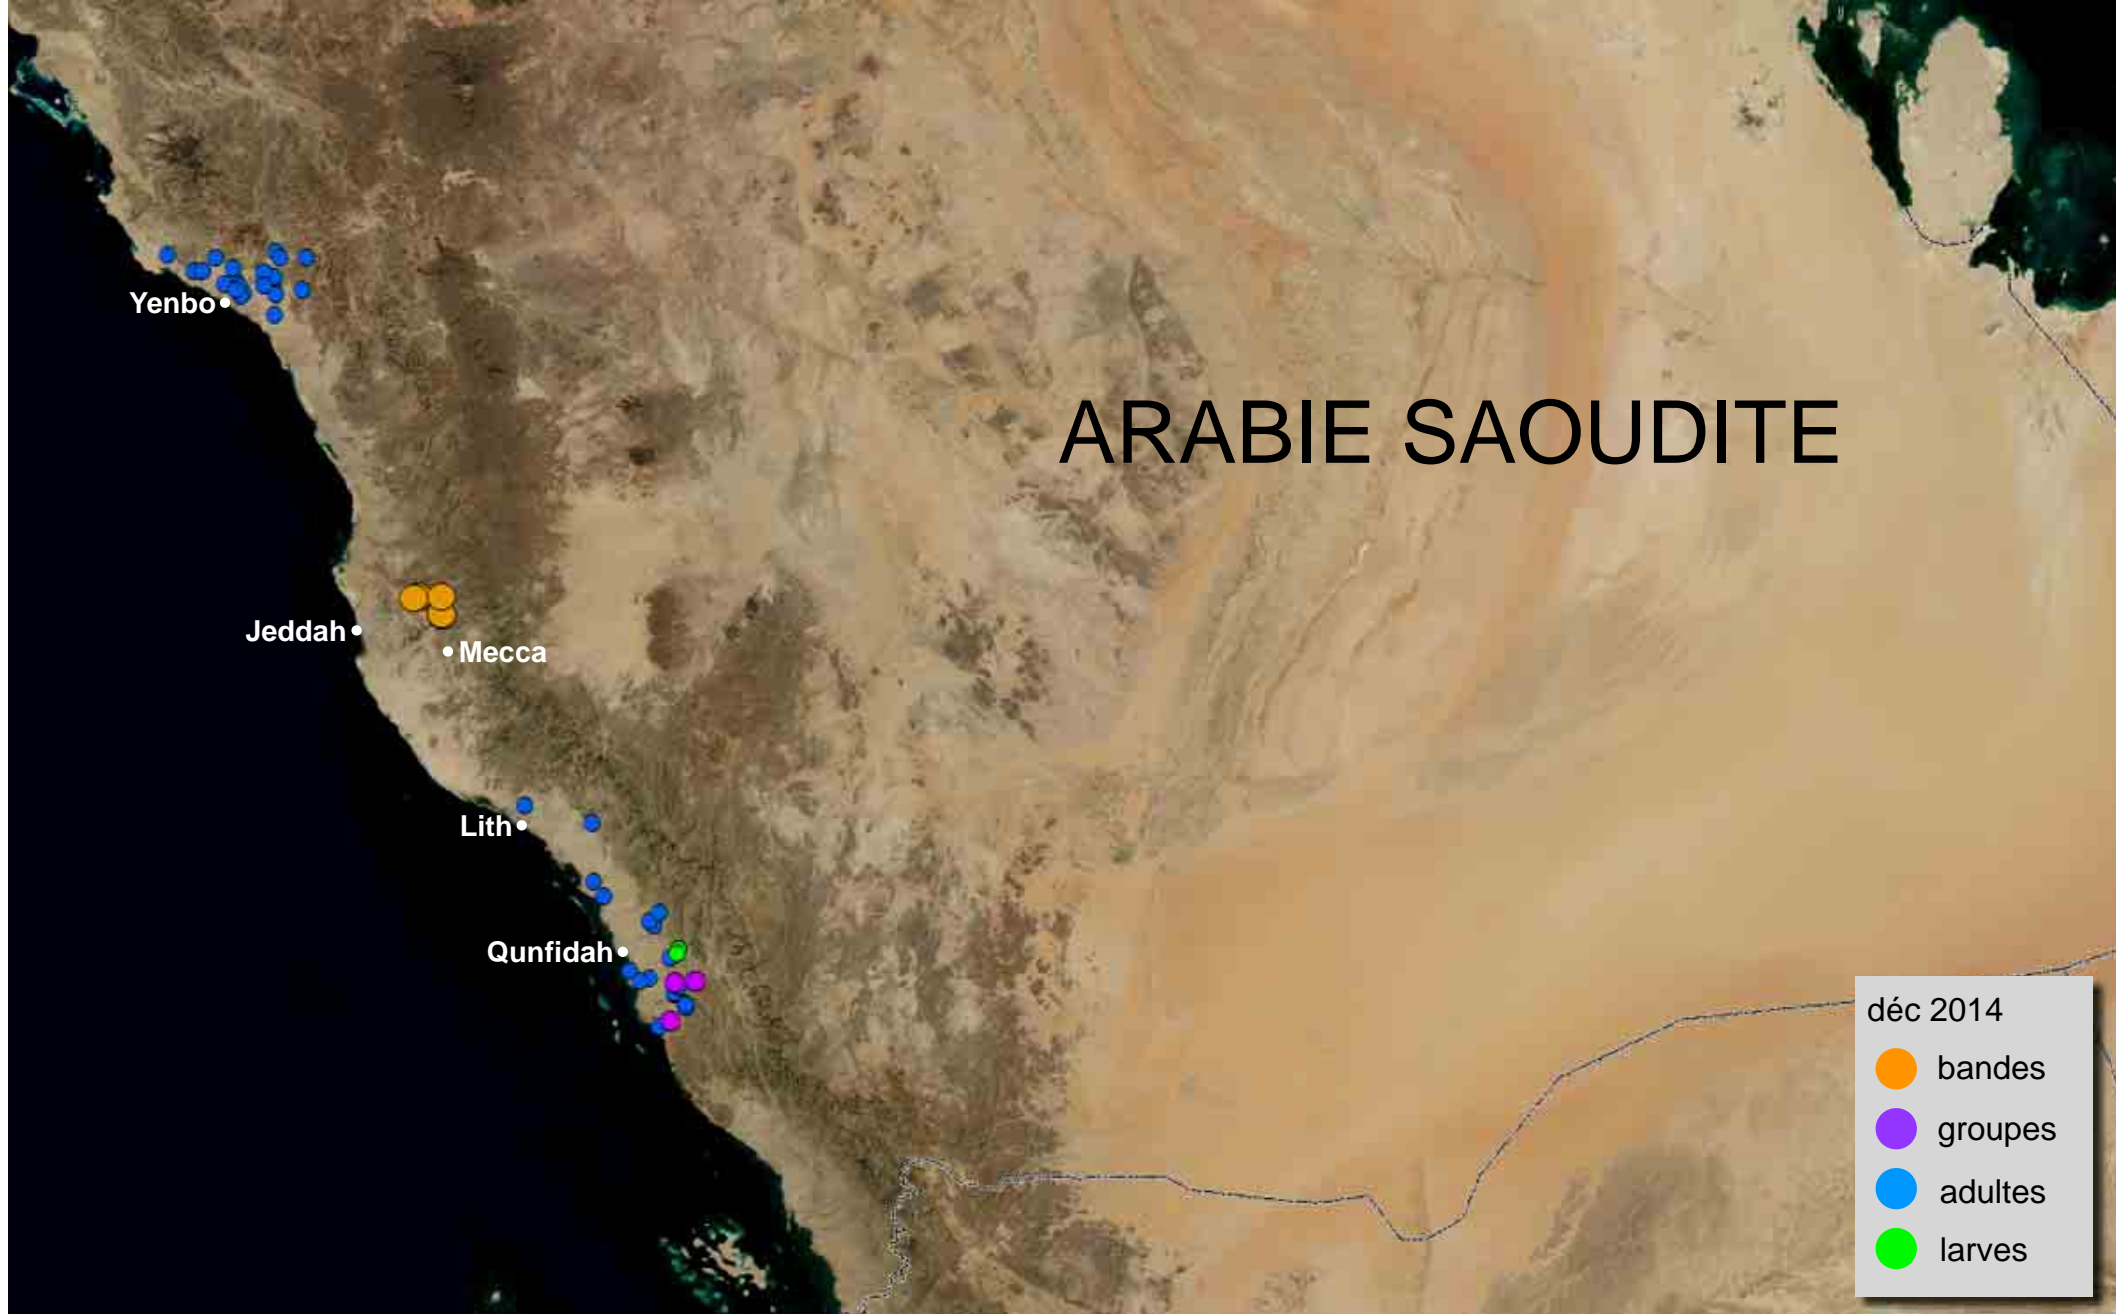 ARABIE SAOUDITE
Yenbo
Jeddah
Mecca
Lith
Qunfidah
déc 2014
bandes
groupes
adultes
larves